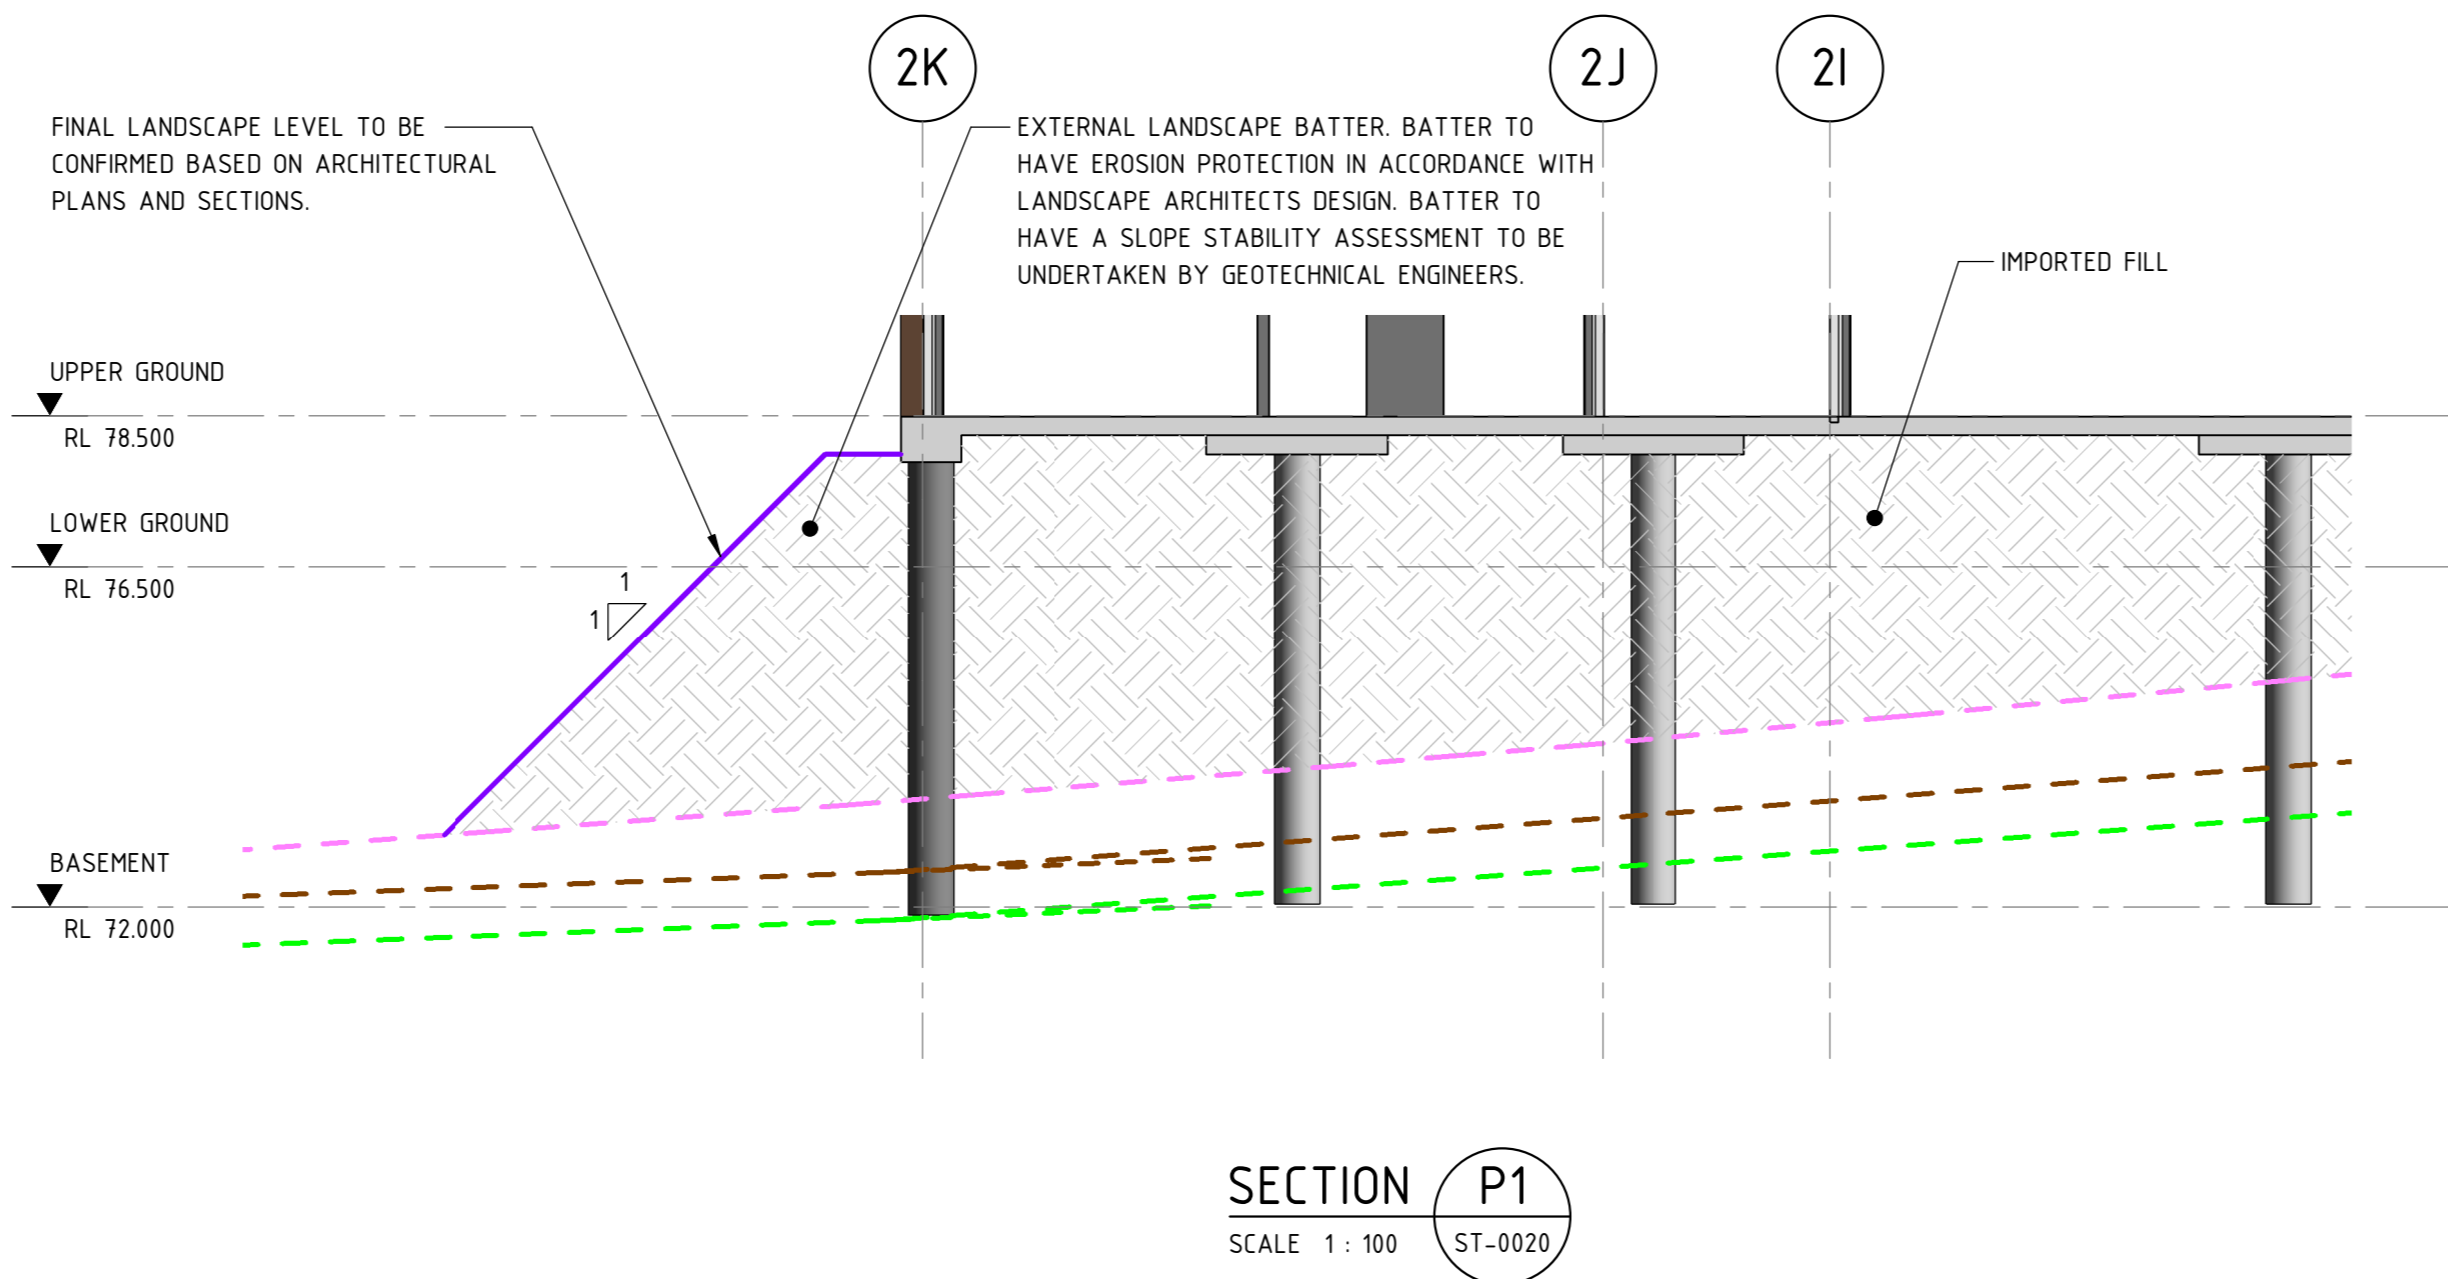 2K
2J
2I
FINAL LANDSCAPE LEVEL TO BE
CONFIRMED BASED ON ARCHITECTURAL
PLANS AND SECTIONS.
EXTERNAL LANDSCAPE BATTER. BATTER TO
HAVE EROSION PROTECTION IN ACCORDANCE WITH
LANDSCAPE ARCHITECTS DESIGN. BATTER TO
HAVE A SLOPE STABILITY ASSESSMENT TO BE
UNDERTAKEN BY GEOTECHNICAL ENGINEERS.
IMPORTED FILL
UPPER GROUND
RL 78.500
LOWER GROUND
RL 76.500
1
1
BASEMENT
RL 72.000
SECTION
P1
SCALE 1 : 100
ST-0020